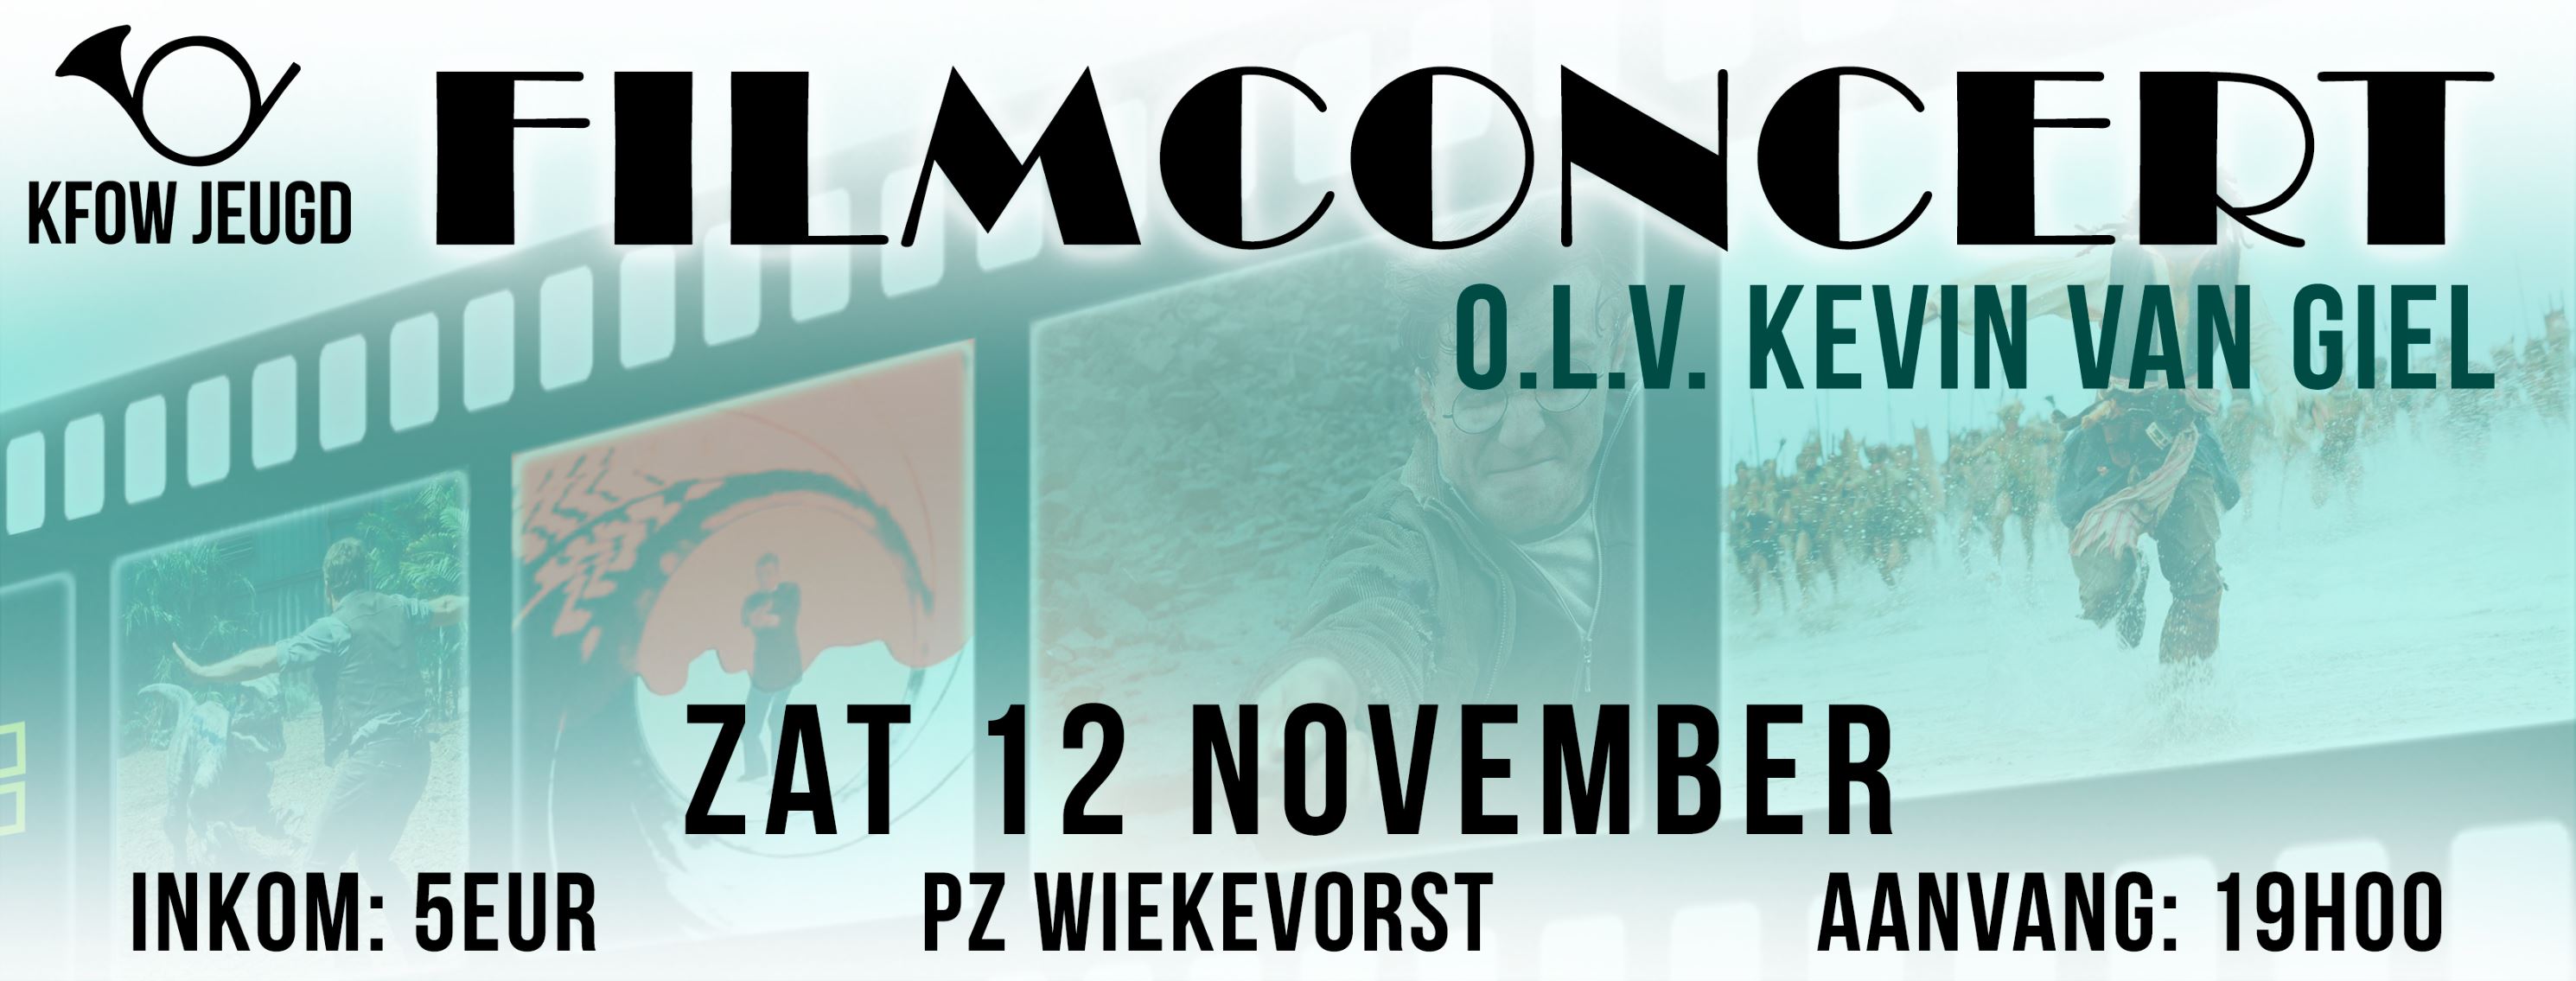 FILMCONCERT
KFOW JEUGD
O.L.V. KEVIN VAN GIEL
ZAT 12 NOVEMBER
INKOM: 5EUR
PZ WIEKEVORST
AANVANG: 19H00